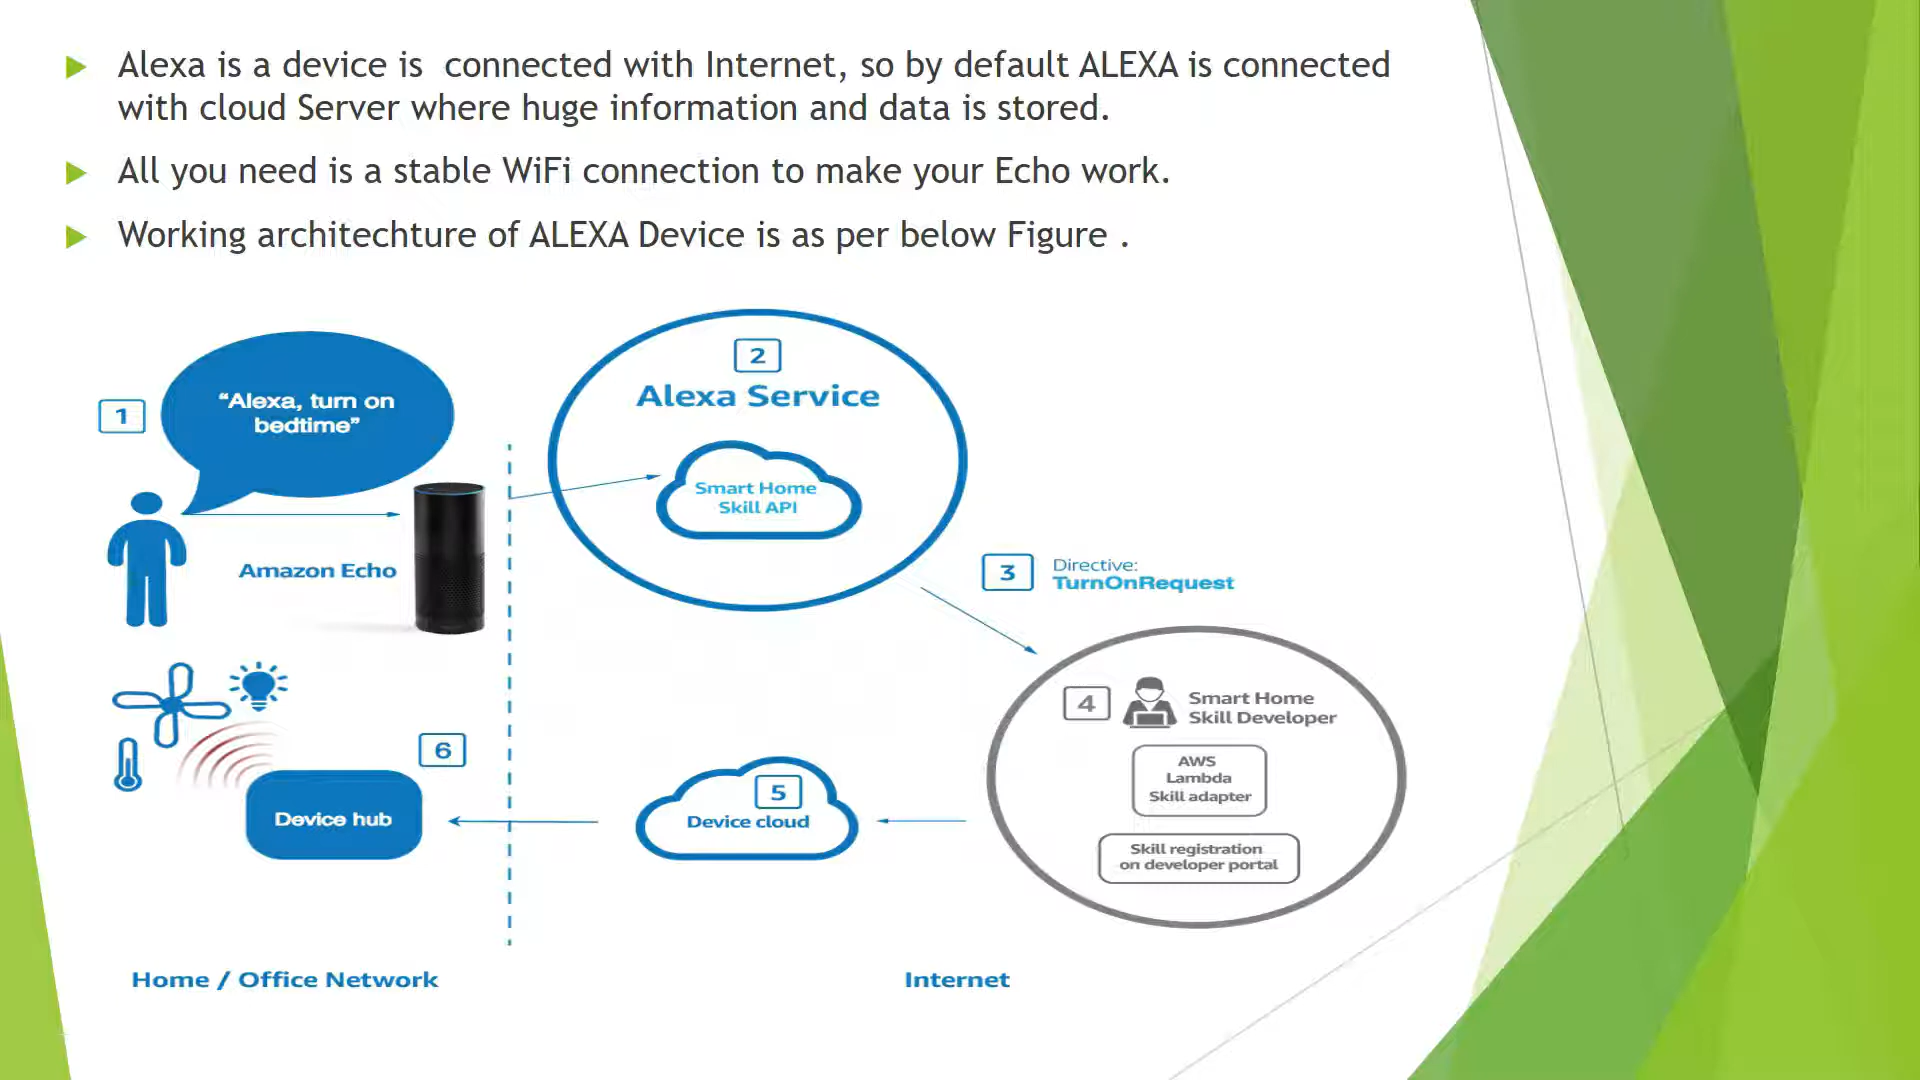 Alexa is a device is  connected with Internet, so by default ALEXA is connected
with cloud Server where huge information and data is stored.
All you need is a stable WiFi connection to make your Echo work.
Working architechture of ALEXA Device is as per below Figure .
1
“Alexa, turn on
bedtime”
Amazon Echo
2
Alexa Service
Smart Home
Skill API
3
Directive:
TurnOnRequest
4
Smart Home
Skill Developer
AWS
Lambda
Skill adapter
Skill registration
on developer portal
5
Device cloud
6
Device hub
Home / Office Network
Internet